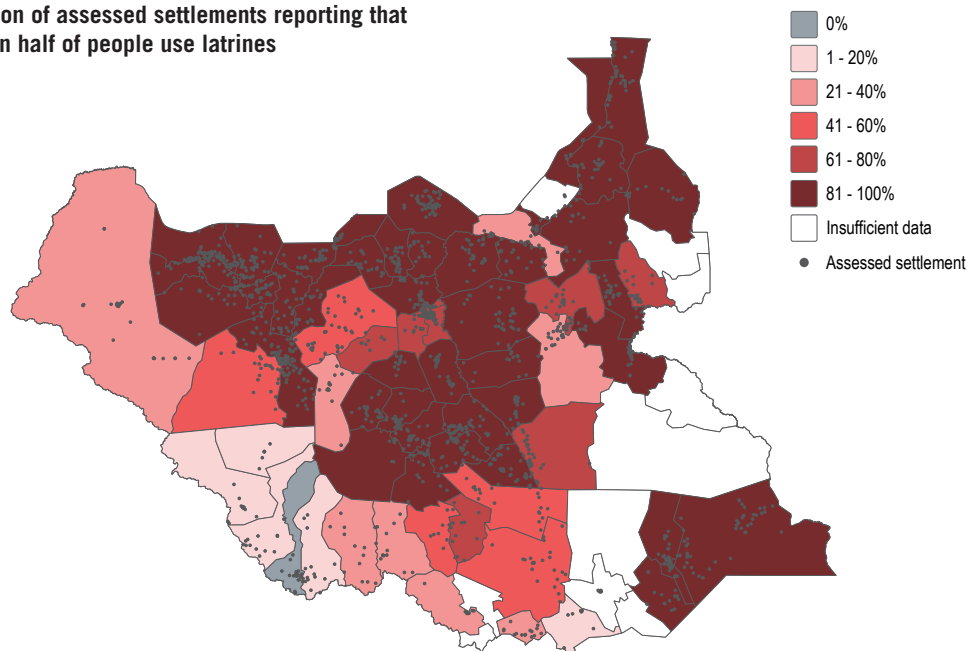 on of assessed settlements reporting that
n half of people use latrines
0%
1 - 20%
21 - 40%
41 - 60%
61 - 80%
81 - 100%
Insufficient data
Assessed settlement